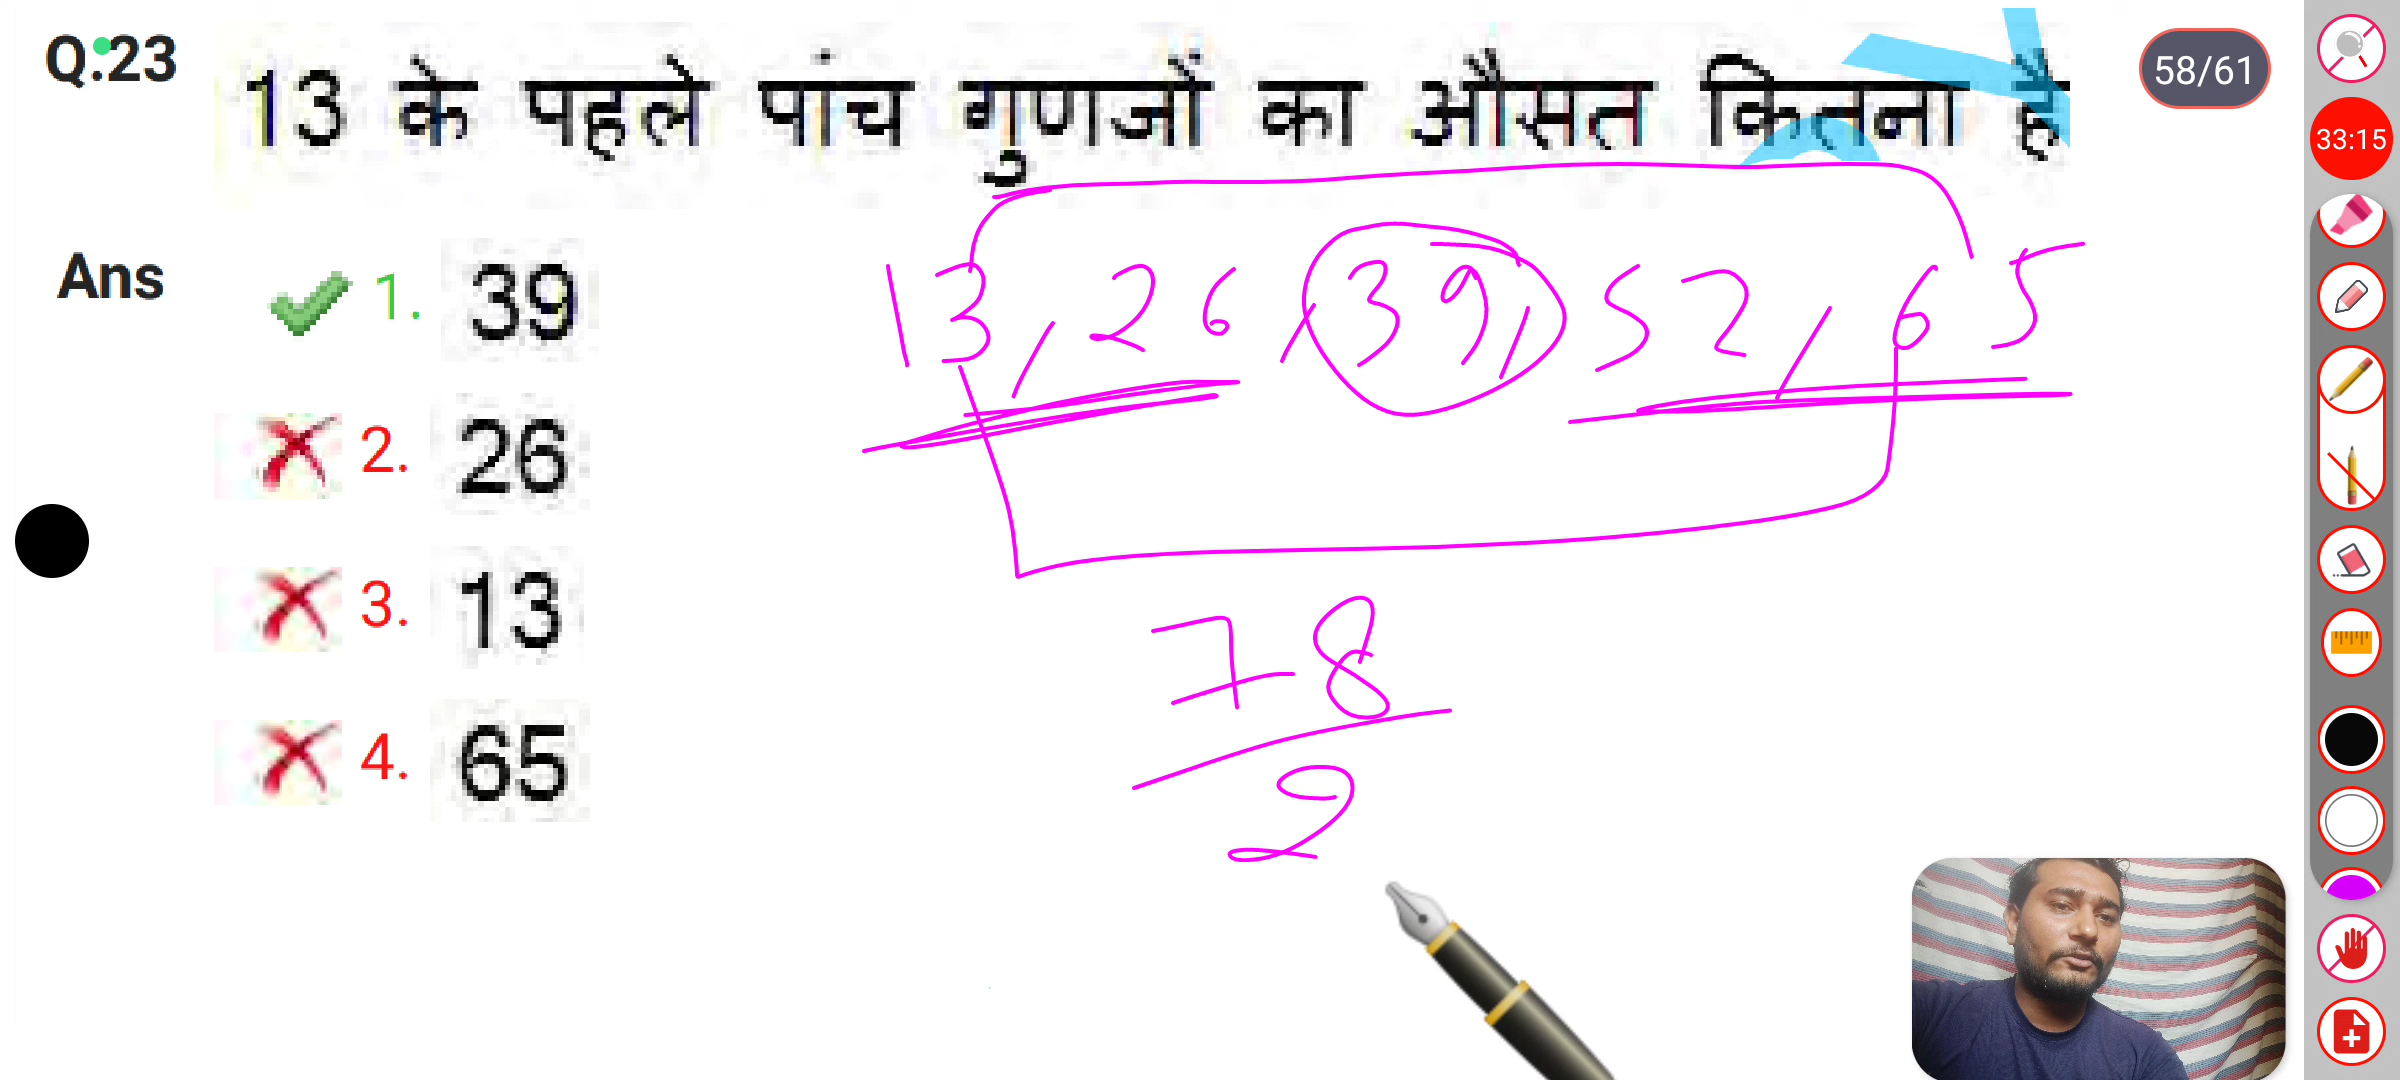 Q.23 13 के पहले पांच गुणजों का औसत कितना है
58/61
33:15
Ans
1. 39
2. 26
3. 13
4. 65
13, 26, 39, 52, 65
78
2